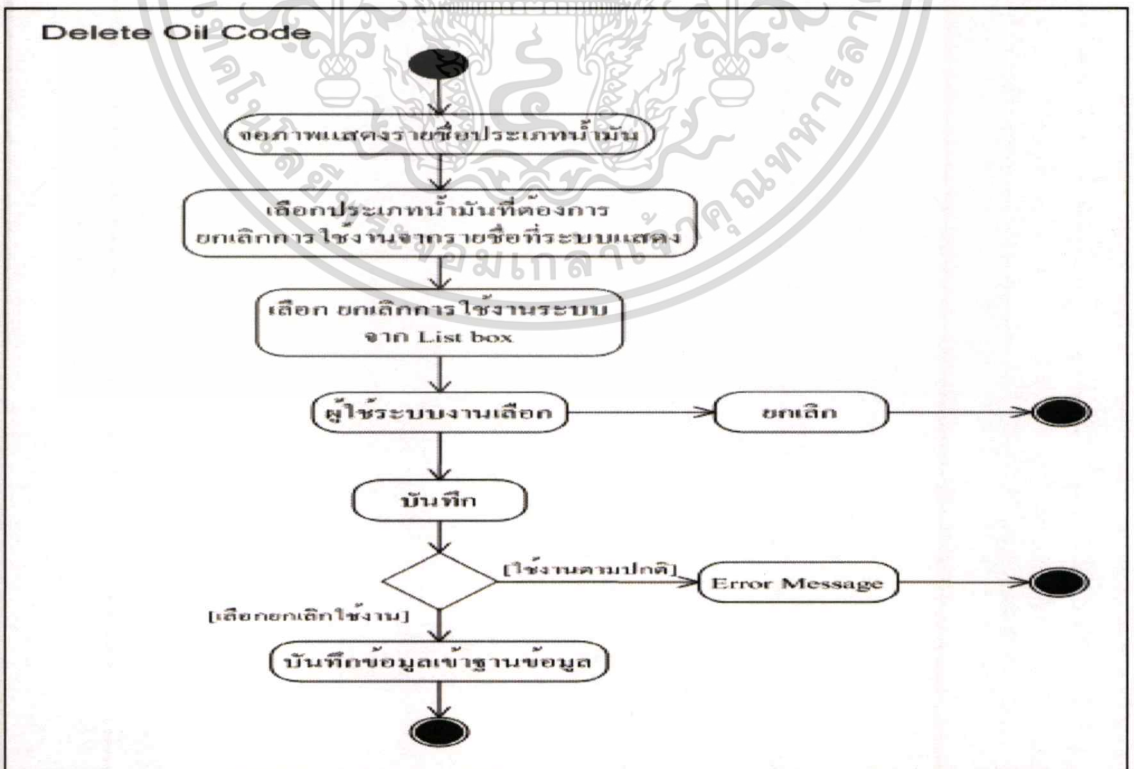 Delete Oil Code
จอภาพแสดงรายชื่อประเภทน้ำมัน
เลือกประเภทน้ำมันที่ต้องการ
ยกเลิกการใช้งานจากรายชื่อที่ระบบแสดง
เลือก ยกเลิกการใช้งานระบบ
จาก List box
ผู้ใช้ระบบงานเลือก
ยกเลิก
บันทึก
[ใช้งานตามปกติ]
Error Message
[เลือกยกเลิกใช้งาน]
บันทึกข้อมูลเข้าฐานข้อมูล